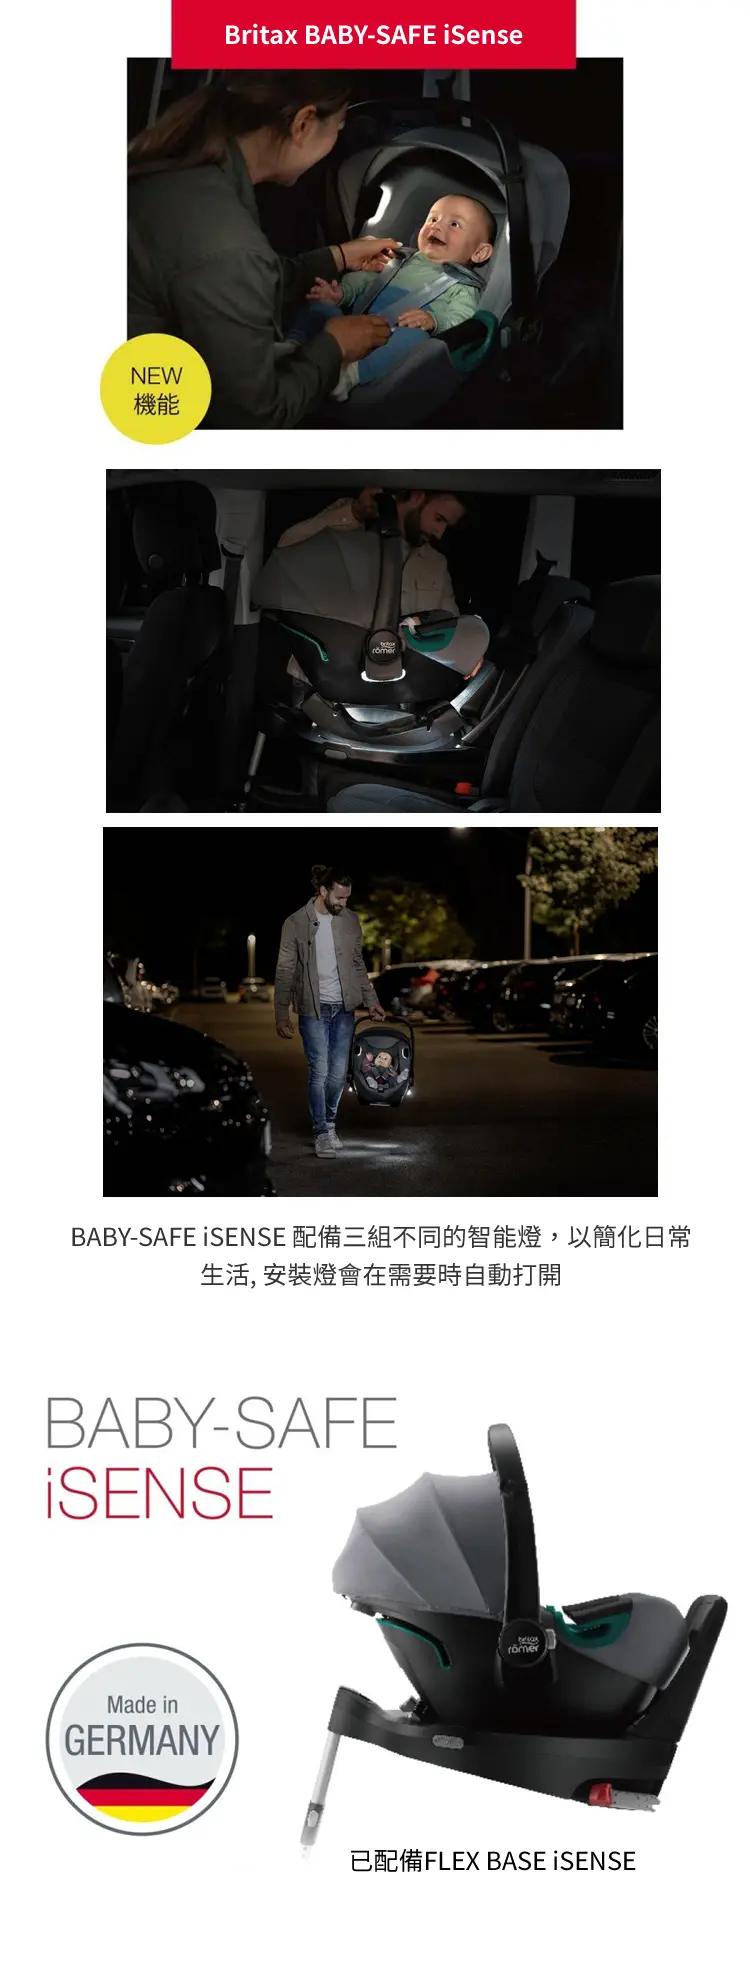 Britax BABY-SAFE iSense
NEW
機能
britax
römer
BABY-SAFE iSENSE 配備三組不同的智能燈，以簡化日常
生活, 安裝燈會在需要時自動打開
BABY-SAFE
iSENSE
britax
römer
Made in
GERMANY
已配備FLEX BASE iSENSE